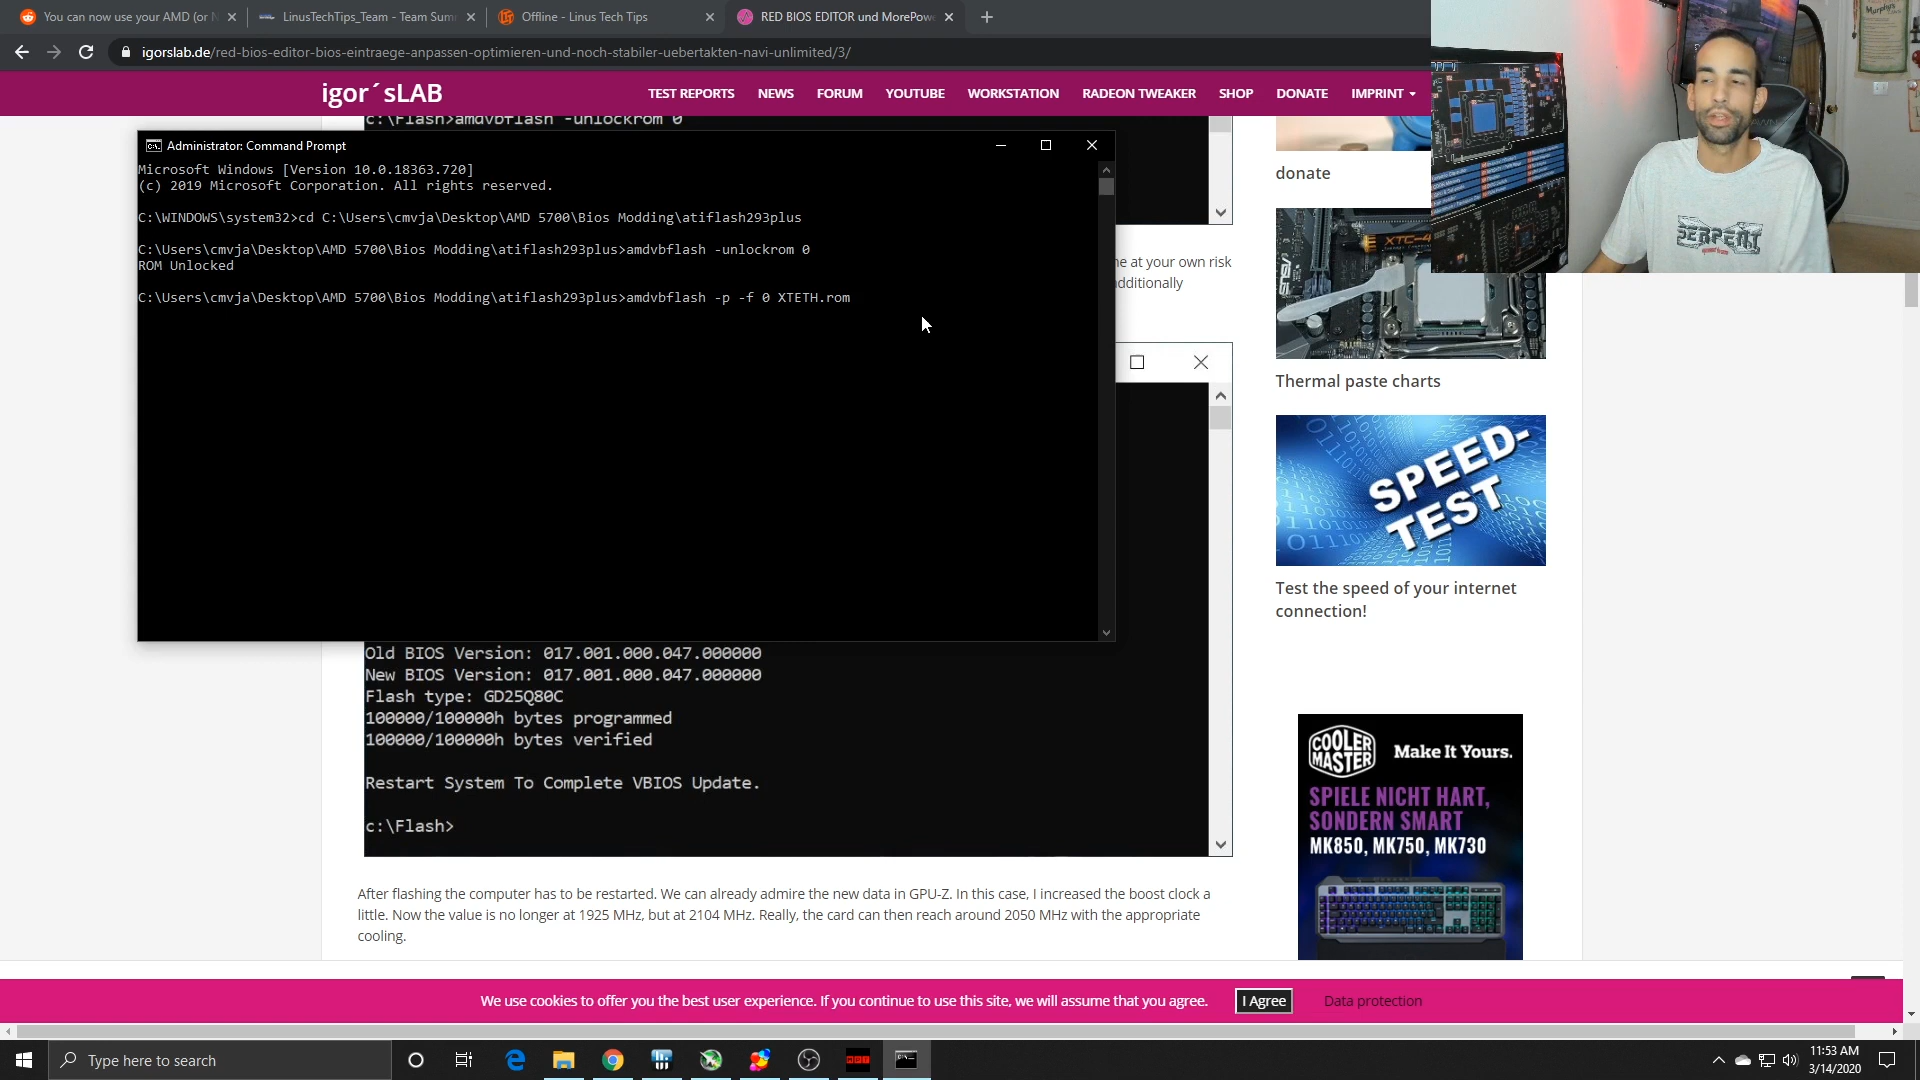 You can now use your AMD (or N
LinusTechTips_Team - Team Sum
Offline - Linus Tech Tips
RED BIOS EDITOR und MorePowe
igorslab.de/red-bios-editor-bios-eintraege-anpassen-optimieren-und-noch-stabiler-uebertakten-navi-unlimited/3/
igor´sLAB
TEST REPORTS
NEWS
FORUM
YOUTUBE
WORKSTATION
RADEON TWEAKER
SHOP
DONATE
IMPRINT
c:\Flash>amdvbflash -unlockrom 0
Administrator: Command Prompt
Microsoft Windows [Version 10.0.18363.720]
(c) 2019 Microsoft Corporation. All rights reserved.
C:\WINDOWS\system32>cd C:\Users\cmvja\Desktop\AMD 5700\Bios Modding\atiflash293plus
C:\Users\cmvja\Desktop\AMD 5700\Bios Modding\atiflash293plus>amdvbflash -unlockrom 0
ROM Unlocked
C:\Users\cmvja\Desktop\AMD 5700\Bios Modding\atiflash293plus>amdvbflash -p -f 0 XTETH.rom
ne at your own risk
dditionally
Old BIOS Version: 017.001.000.047.000000
New BIOS Version: 017.001.000.047.000000
Flash type: GD25Q80C
100000/100000h bytes programmed
100000/100000h bytes verified
Restart System To Complete VBIOS Update.
c:\Flash>
After flashing the computer has to be restarted. We can already admire the new data in GPU-Z. In this case, I increased the boost clock a
little. Now the value is no longer at 1925 MHz, but at 2104 MHz. Really, the card can then reach around 2050 MHz with the appropriate
cooling.
donate
XTC-4
Thermal paste charts
SPEED-
TEST
Test the speed of your internet
connection!
COOLER
MASTER
Make It Yours.
SPIELE NICHT HART,
SONDERN SMART
MK850, MK750, MK730
SERPENT
We use cookies to offer you the best user experience. If you continue to use this site, we will assume that you agree.
I Agree
Data protection
Type here to search
MPT
11:53 AM
3/14/2020